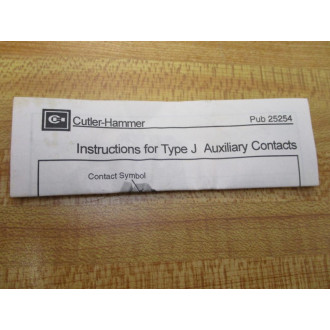 Cutler-Hammer Pub 25254
Instructions for Type J Auxiliary Contacts
Contact Symbol